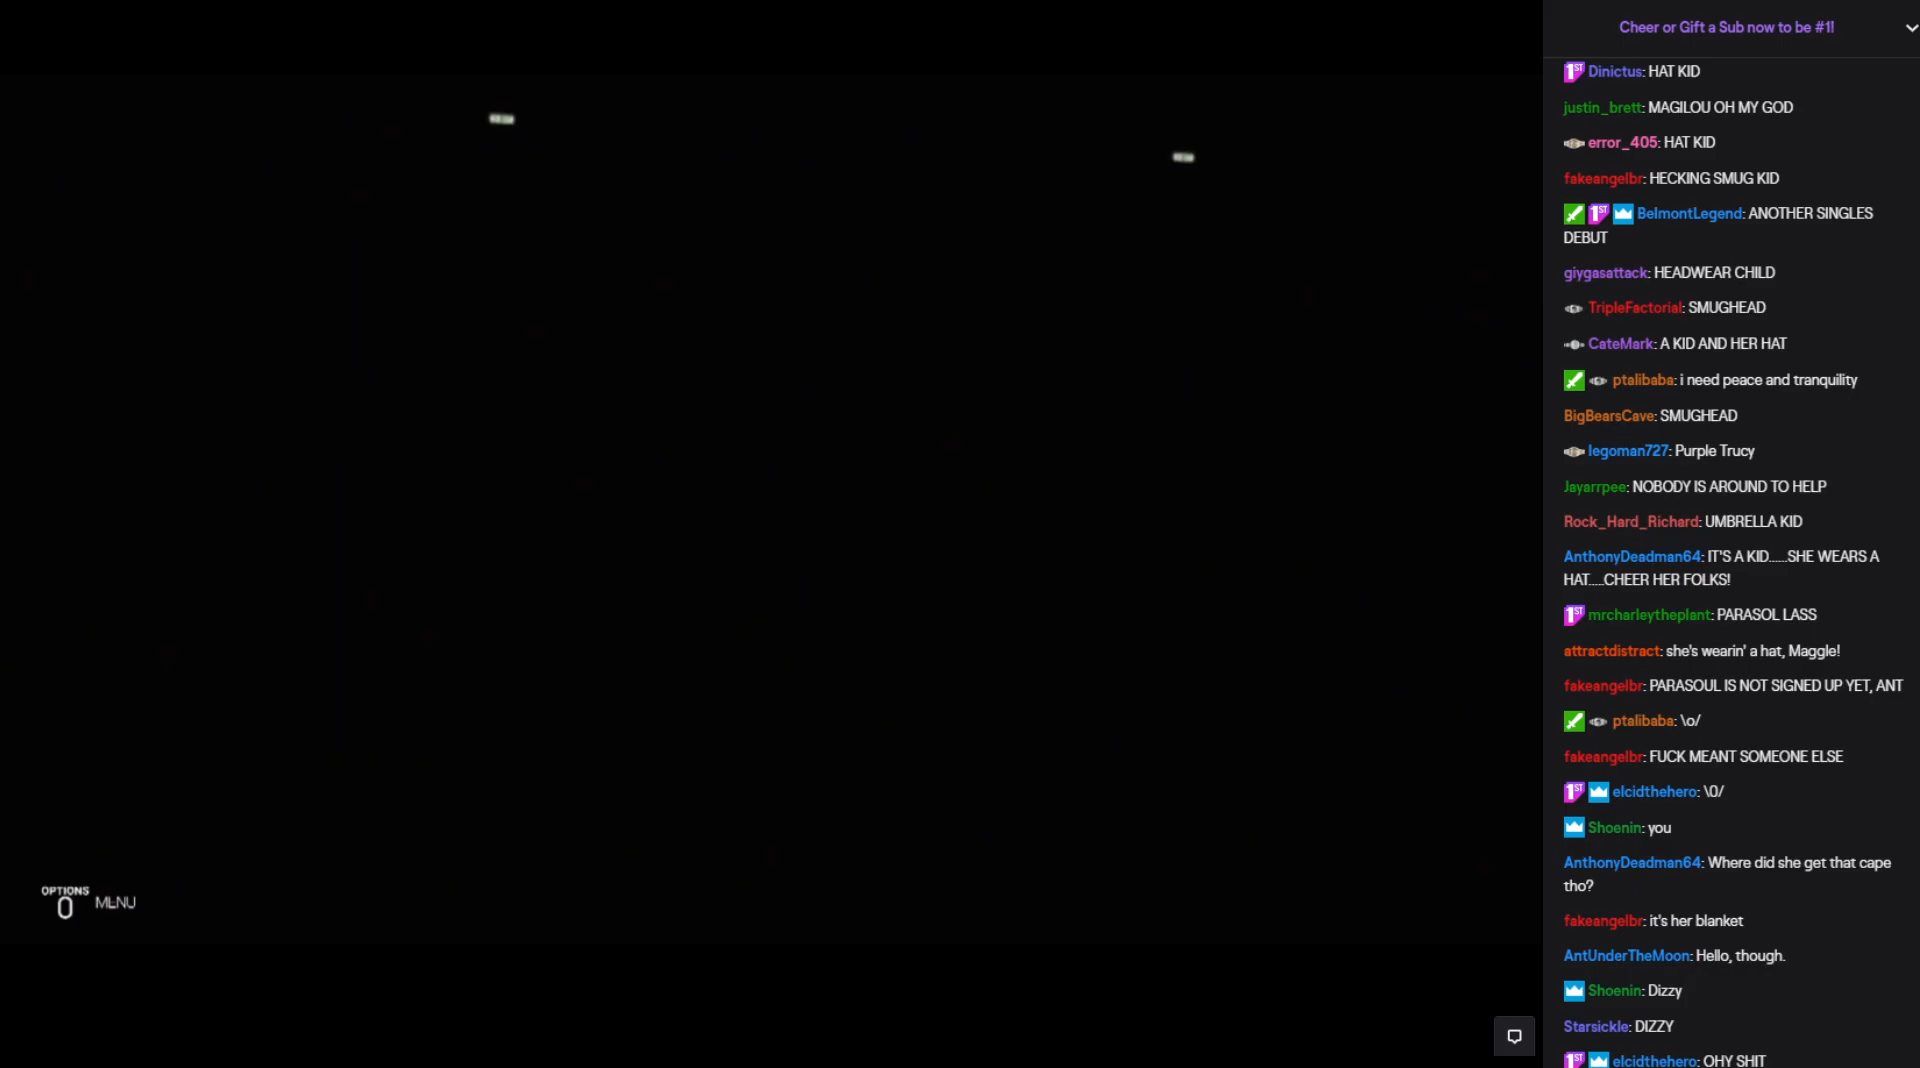 OPTIONS
MENU
Cheer or Gift a Sub now to be #1!
1ST Dinictus: HAT KID
justin_brett: MAGILOU OH MY GOD
error_405: HAT KID
fakeangelbr: HECKING SMUG KID
1ST BelmontLegend: ANOTHER SINGLES
DEBUT
giygasattack: HEADWEAR CHILD
TripleFactorial: SMUGHEAD
CateMark: A KID AND HER HAT
ptalibaba: i need peace and tranquility
BigBearsCave: SMUGHEAD
legoman727: Purple Trucy
Jayarrpee: NOBODY IS AROUND TO HELP
Rock_Hard_Richard: UMBRELLA KID
AnthonyDeadman64: IT'S A KID......SHE WEARS A
HAT.....CHEER HER FOLKS!
1ST mrcharleytheplant: PARASOL LASS
attractdistract: she's wearin' a hat, Maggle!
fakeangelbr: PARASOUL IS NOT SIGNED UP YET, ANT
ptalibaba: \o/
fakeangelbr: FUCK MEANT SOMEONE ELSE
1ST elcidthehero: \0/
Shoenin: you
AnthonyDeadman64: Where did she get that cape
tho?
fakeangelbr: it's her blanket
AntUnderTheMoon: Hello, though.
Shoenin: Dizzy
Starsickle: DIZZY
1ST elcidthehero: OHY SHIT